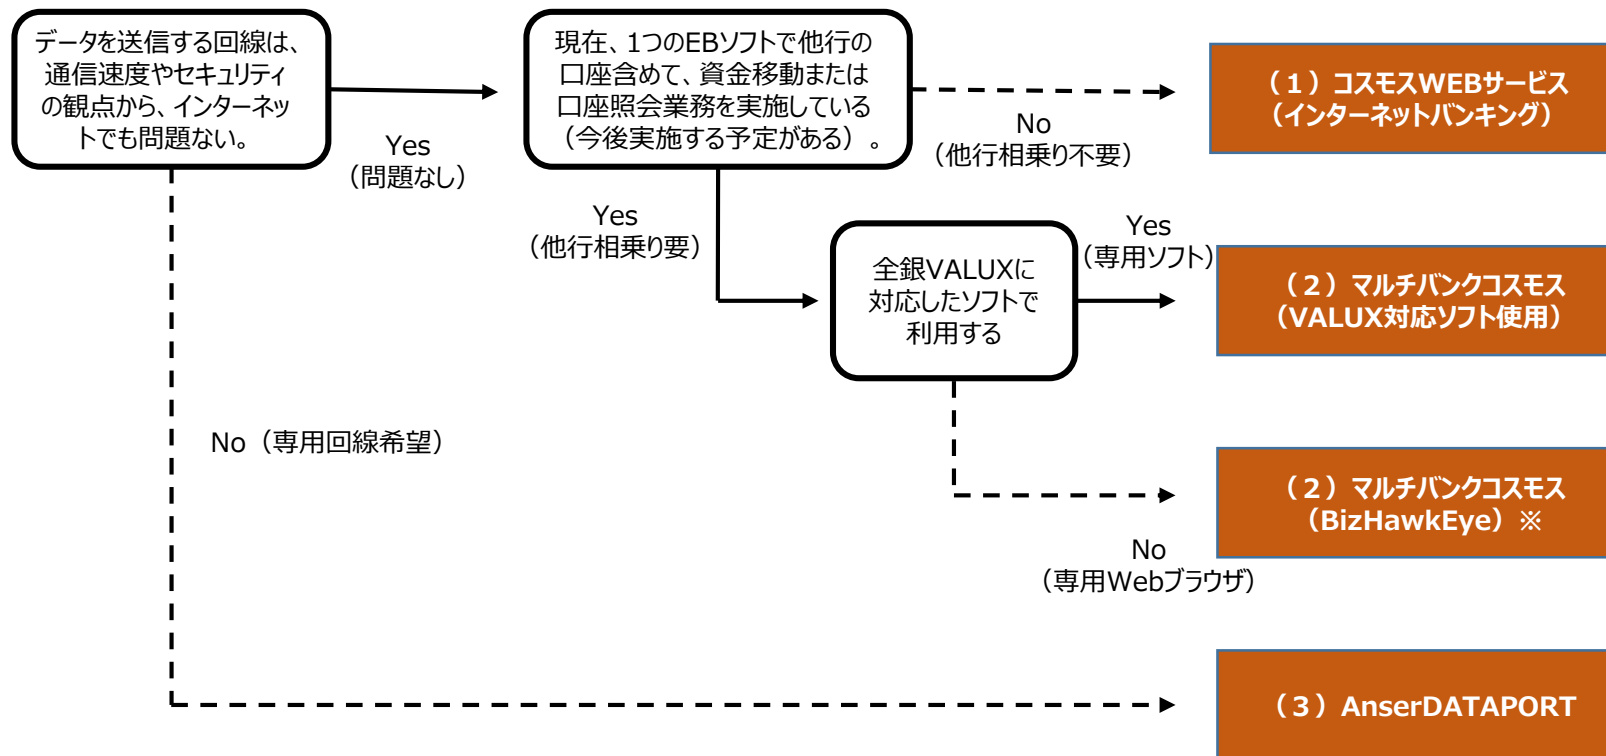 データを送信する回線は、
通信速度やセキュリティ
の観点から、インターネッ
トでも問題ない。
Yes
（問題なし）
現在、1つのEBソフトで他行の
口座含めて、資金移動または
口座照会業務を実施している
（今後実施する予定がある）。
No
（他行相乗り不要）
（１）コスモスWEBサービス
（インターネットバンキング）
Yes
（他行相乗り要）
全銀VALUXに
対応したソフトで
利用する
Yes
（専用ソフト）
（２）マルチバンクコスモス
（VALUX対応ソフト使用）
No（専用回線希望）
（２）マルチバンクコスモス
（BizHawkEye）※
No
（専用Webブラウザ）
（３）AnserDATAPORT